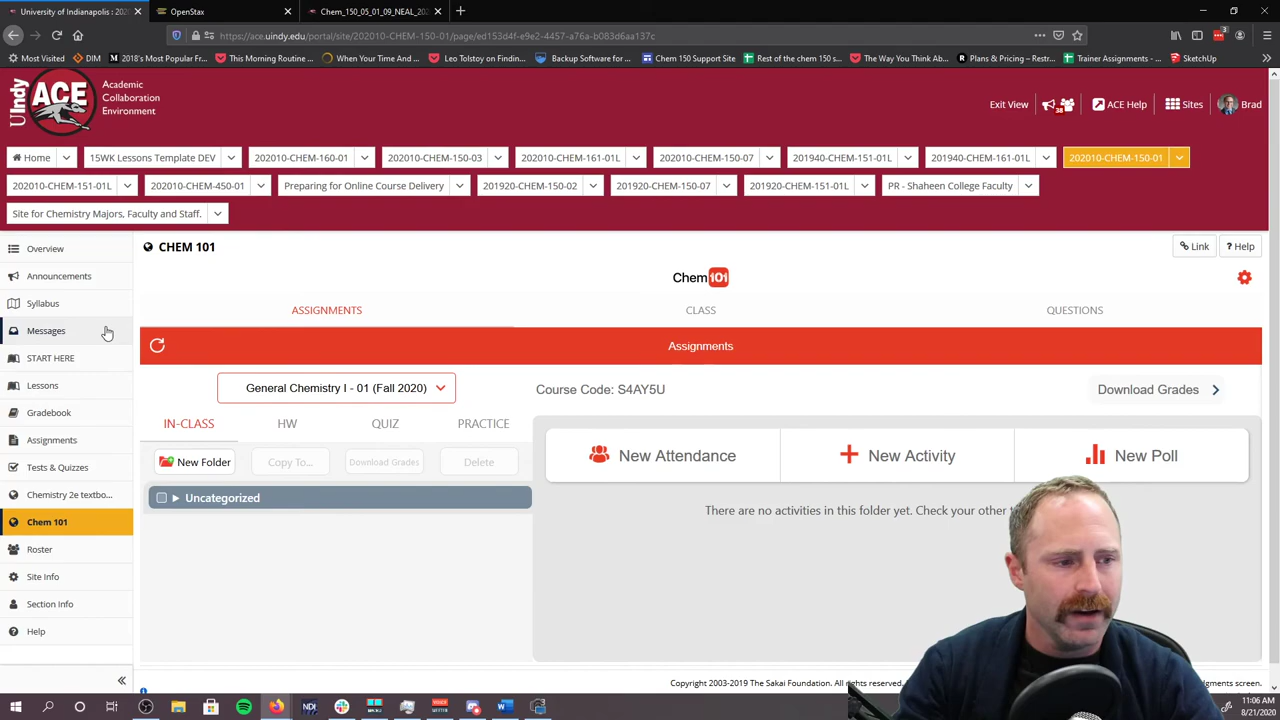 University of Indianapolis : 2020 ×
OpenStax ×
Chem_150_05_01_09_NEAL_202 ×
https://ace.uindy.edu/portal/site/202010-CHEM-150-01/page/ed153d4f-e9e2-4457-a76a-b083d6aa137c
Most Visited
DIM
2018's Most Popular F...
This Morning Routine ...
When Your Time And ...
Leo Tolstoy on Findin...
Backup Software for ...
Chem 150 Support Site
Rest of the chem 150 s...
The Way You Think Ab...
Plans & Pricing – Restr...
Trainer Assignments - ...
SketchUp
UIndy
ACE
Academic
Collaboration
Environment
Exit View
38
ACE Help
Sites
Brad
Home
15WK Lessons Template DEV
202010-CHEM-160-01
202010-CHEM-150-03
202010-CHEM-161-01L
202010-CHEM-150-07
201940-CHEM-151-01L
201940-CHEM-161-01L
202010-CHEM-150-01
202010-CHEM-151-01L
202010-CHEM-450-01
Preparing for Online Course Delivery
201920-CHEM-150-02
201920-CHEM-150-07
201920-CHEM-151-01L
PR - Shaheen College Faculty
Site for Chemistry Majors, Faculty and Staff.
Overview
Announcements
Syllabus
Messages
START HERE
Lessons
Gradebook
Assignments
Tests & Quizzes
Chemistry 2e textbo...
Chem 101
Roster
Site Info
Section Info
Help
CHEM 101
Link
? Help
Chem101
ASSIGNMENTS
CLASS
QUESTIONS
Assignments
General Chemistry I - 01 (Fall 2020)
Course Code: S4AY5U
Download Grades
IN-CLASS
HW
QUIZ
PRACTICE
New Folder
Copy To...
Download Grades
Delete
Uncategorized
New Attendance
New Activity
New Poll
There are no activities in this folder yet. Check your other
Copyright 2003-2019 The Sakai Foundation. All rights reserved.
dgments screen.
11:06 AM
8/21/2020